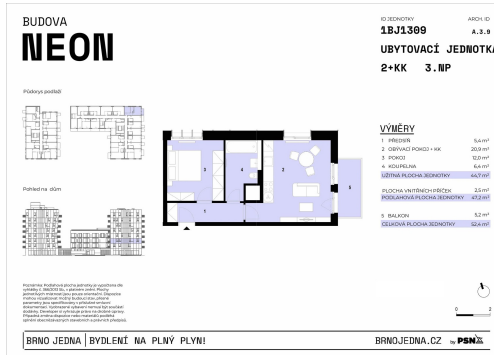 BUDOVA
NEON
ID JEDNOTKY
ARCH. ID
1BJ1309
A.3.9
UBYTOVACÍ JEDNOTKA
2+KK 3.NP
Půdorys podlaží
Pohled na dům
VÝMĚRY
1 PŘEDSÍŇ 5,4 m²
2 OBÝVACÍ POKOJ + KK 20,9 m²
3 POKOJ 12,0 m²
4 KOUPELNA 6,4 m²
UŽITNÁ PLOCHA JEDNOTKY 44,7 m²
PLOCHA VNITŘNÍCH PŘÍČEK 2,5 m²
PODLAHOVÁ PLOCHA JEDNOTKY 47,2 m²
5 BALKON 5,2 m²
CELKOVÁ PLOCHA JEDNOTKY 52,4 m²
3
4
2
1
5
BRNO JEDNA BYDLENÍ NA PLNÝ PLYN!
BRNOJEDNA.CZ by PSN